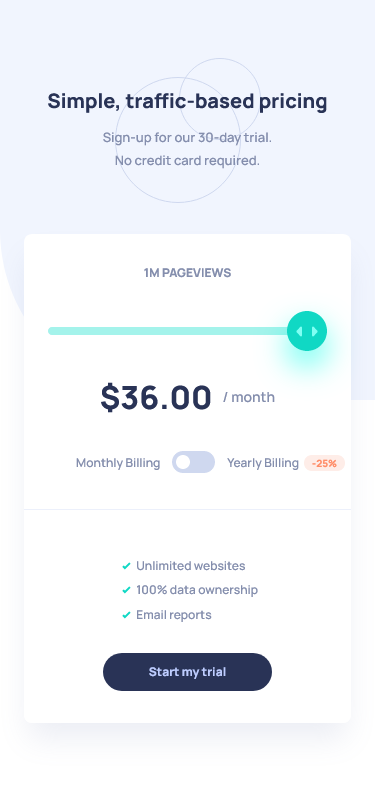 Simple, traffic-based pricing
Sign-up for our 30-day trial.
No credit card required.
1M PAGEVIEWS
$36.00 / month
Monthly Billing Yearly Billing -25%
Unlimited websites
100% data ownership
Email reports
Start my trial